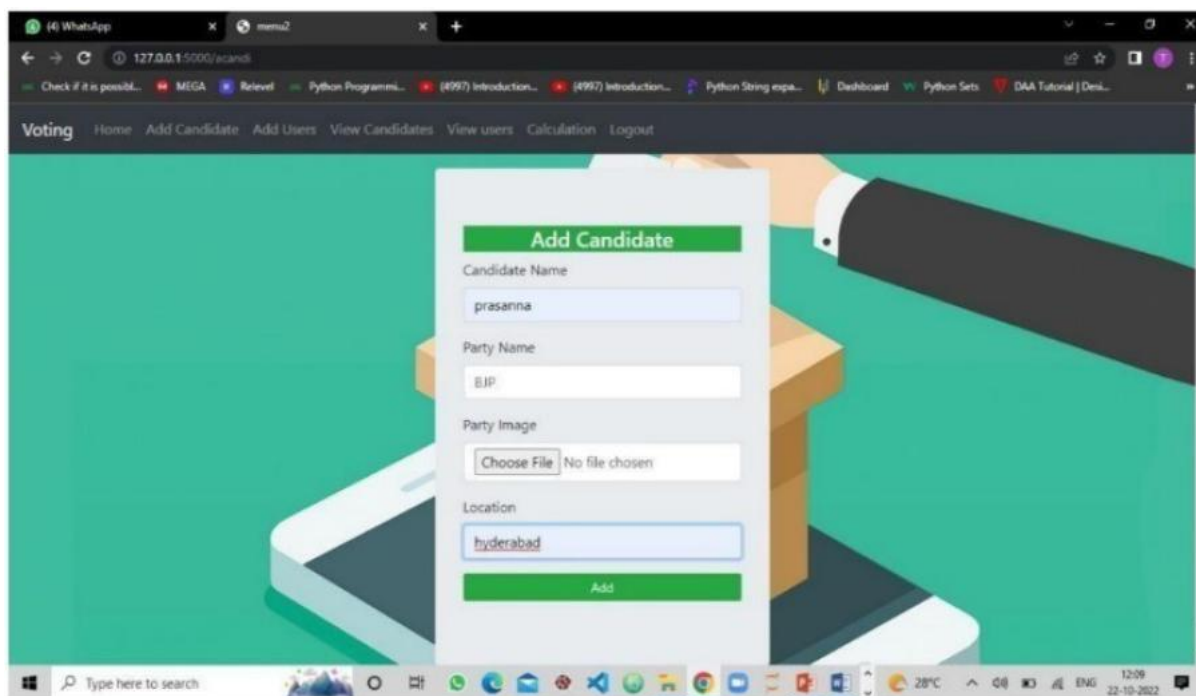 (4) WhatsApp
menu2
127.0.0.1:5000/acandi
Check if it is possibl... MEGA Relevel Python Programmi... (4997) Introduction... (4997) Introduction... Python String expa... Dashboard Python Sets DAA Tutorial | Desi...
Voting Home Add Candidate Add Users View Candidates View users Calculation Logout
Add Candidate
Candidate Name
prasanna
Party Name
BJP
Party Image
Choose File No file chosen
Location
hyderabad
Add
Type here to search
28°C ENG 12:09
22-10-2022